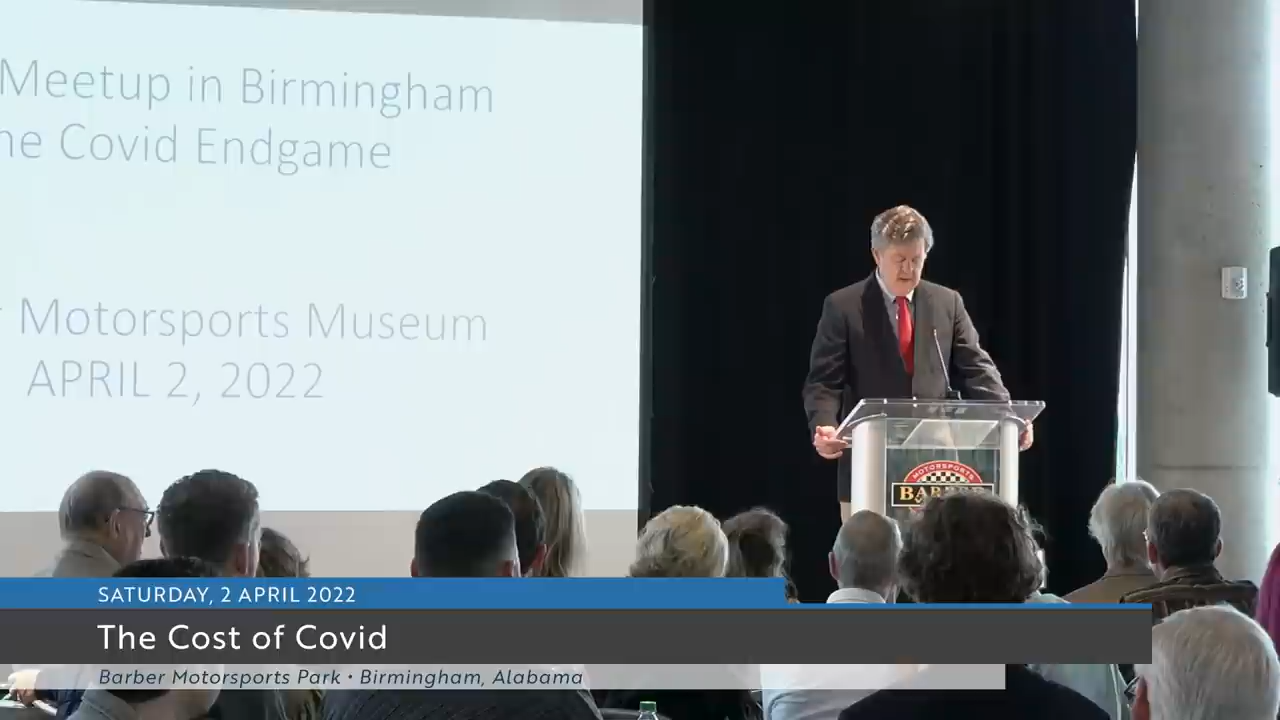 Meetup in Birmingham
he Covid Endgame
Motorsports Museum
APRIL 2, 2022
MOTORSPORTS
BARBER
SATURDAY, 2 APRIL 2022
The Cost of Covid
Barber Motorsports Park • Birmingham, Alabama